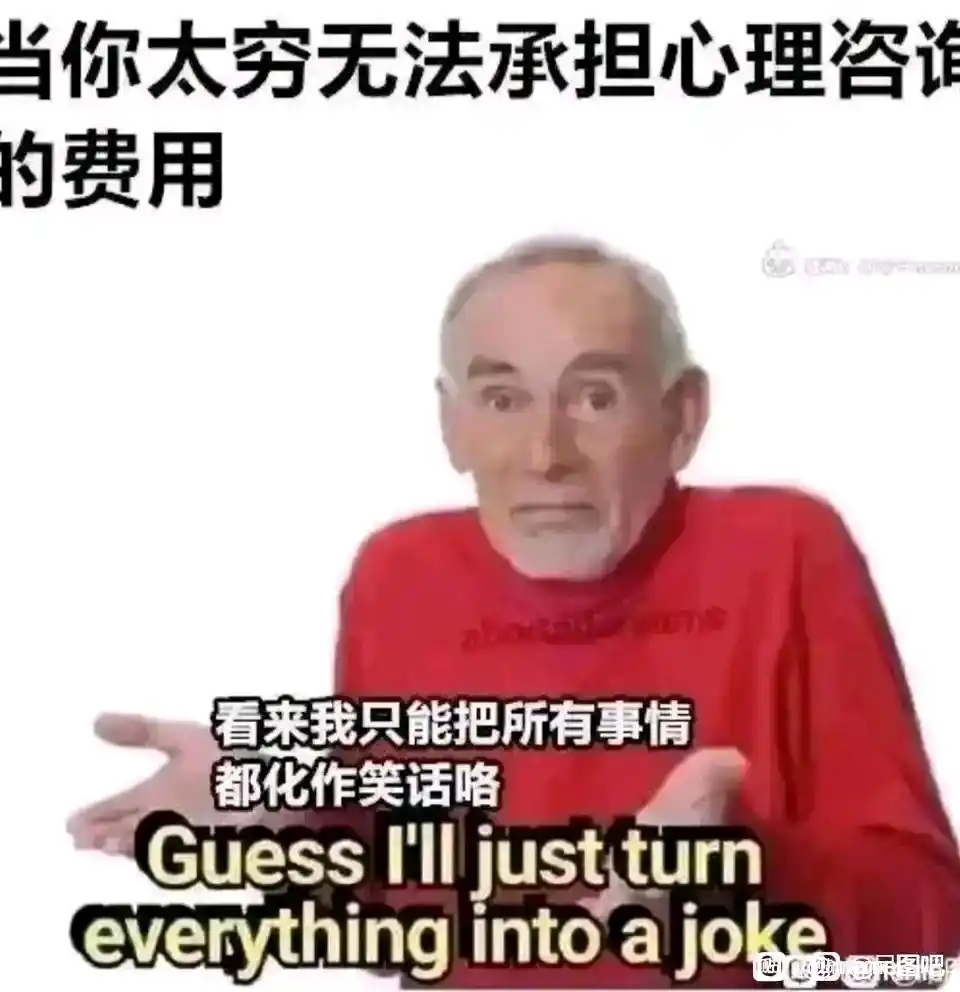 当你太穷无法承担心理咨询
的费用
看来我只能把所有事情
都化作笑话咯
Guess I'll just turn
everything into a joke